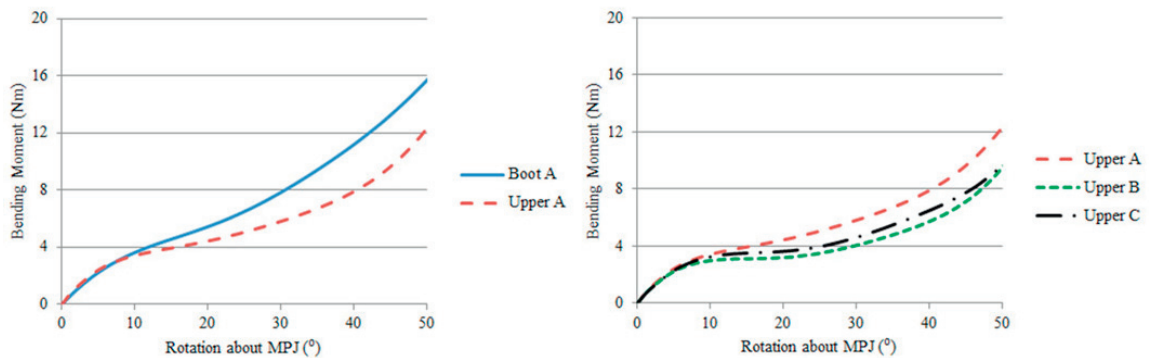 20
16
12
8
4
0
Bending Moment (Nm)
0
10
20
30
40
50
Rotation about MPJ (⁰)
Boot A
Upper A
20
16
12
8
4
0
Bending Moment (Nm)
0
10
20
30
40
50
Rotation about MPJ (⁰)
Upper A
Upper B
Upper C